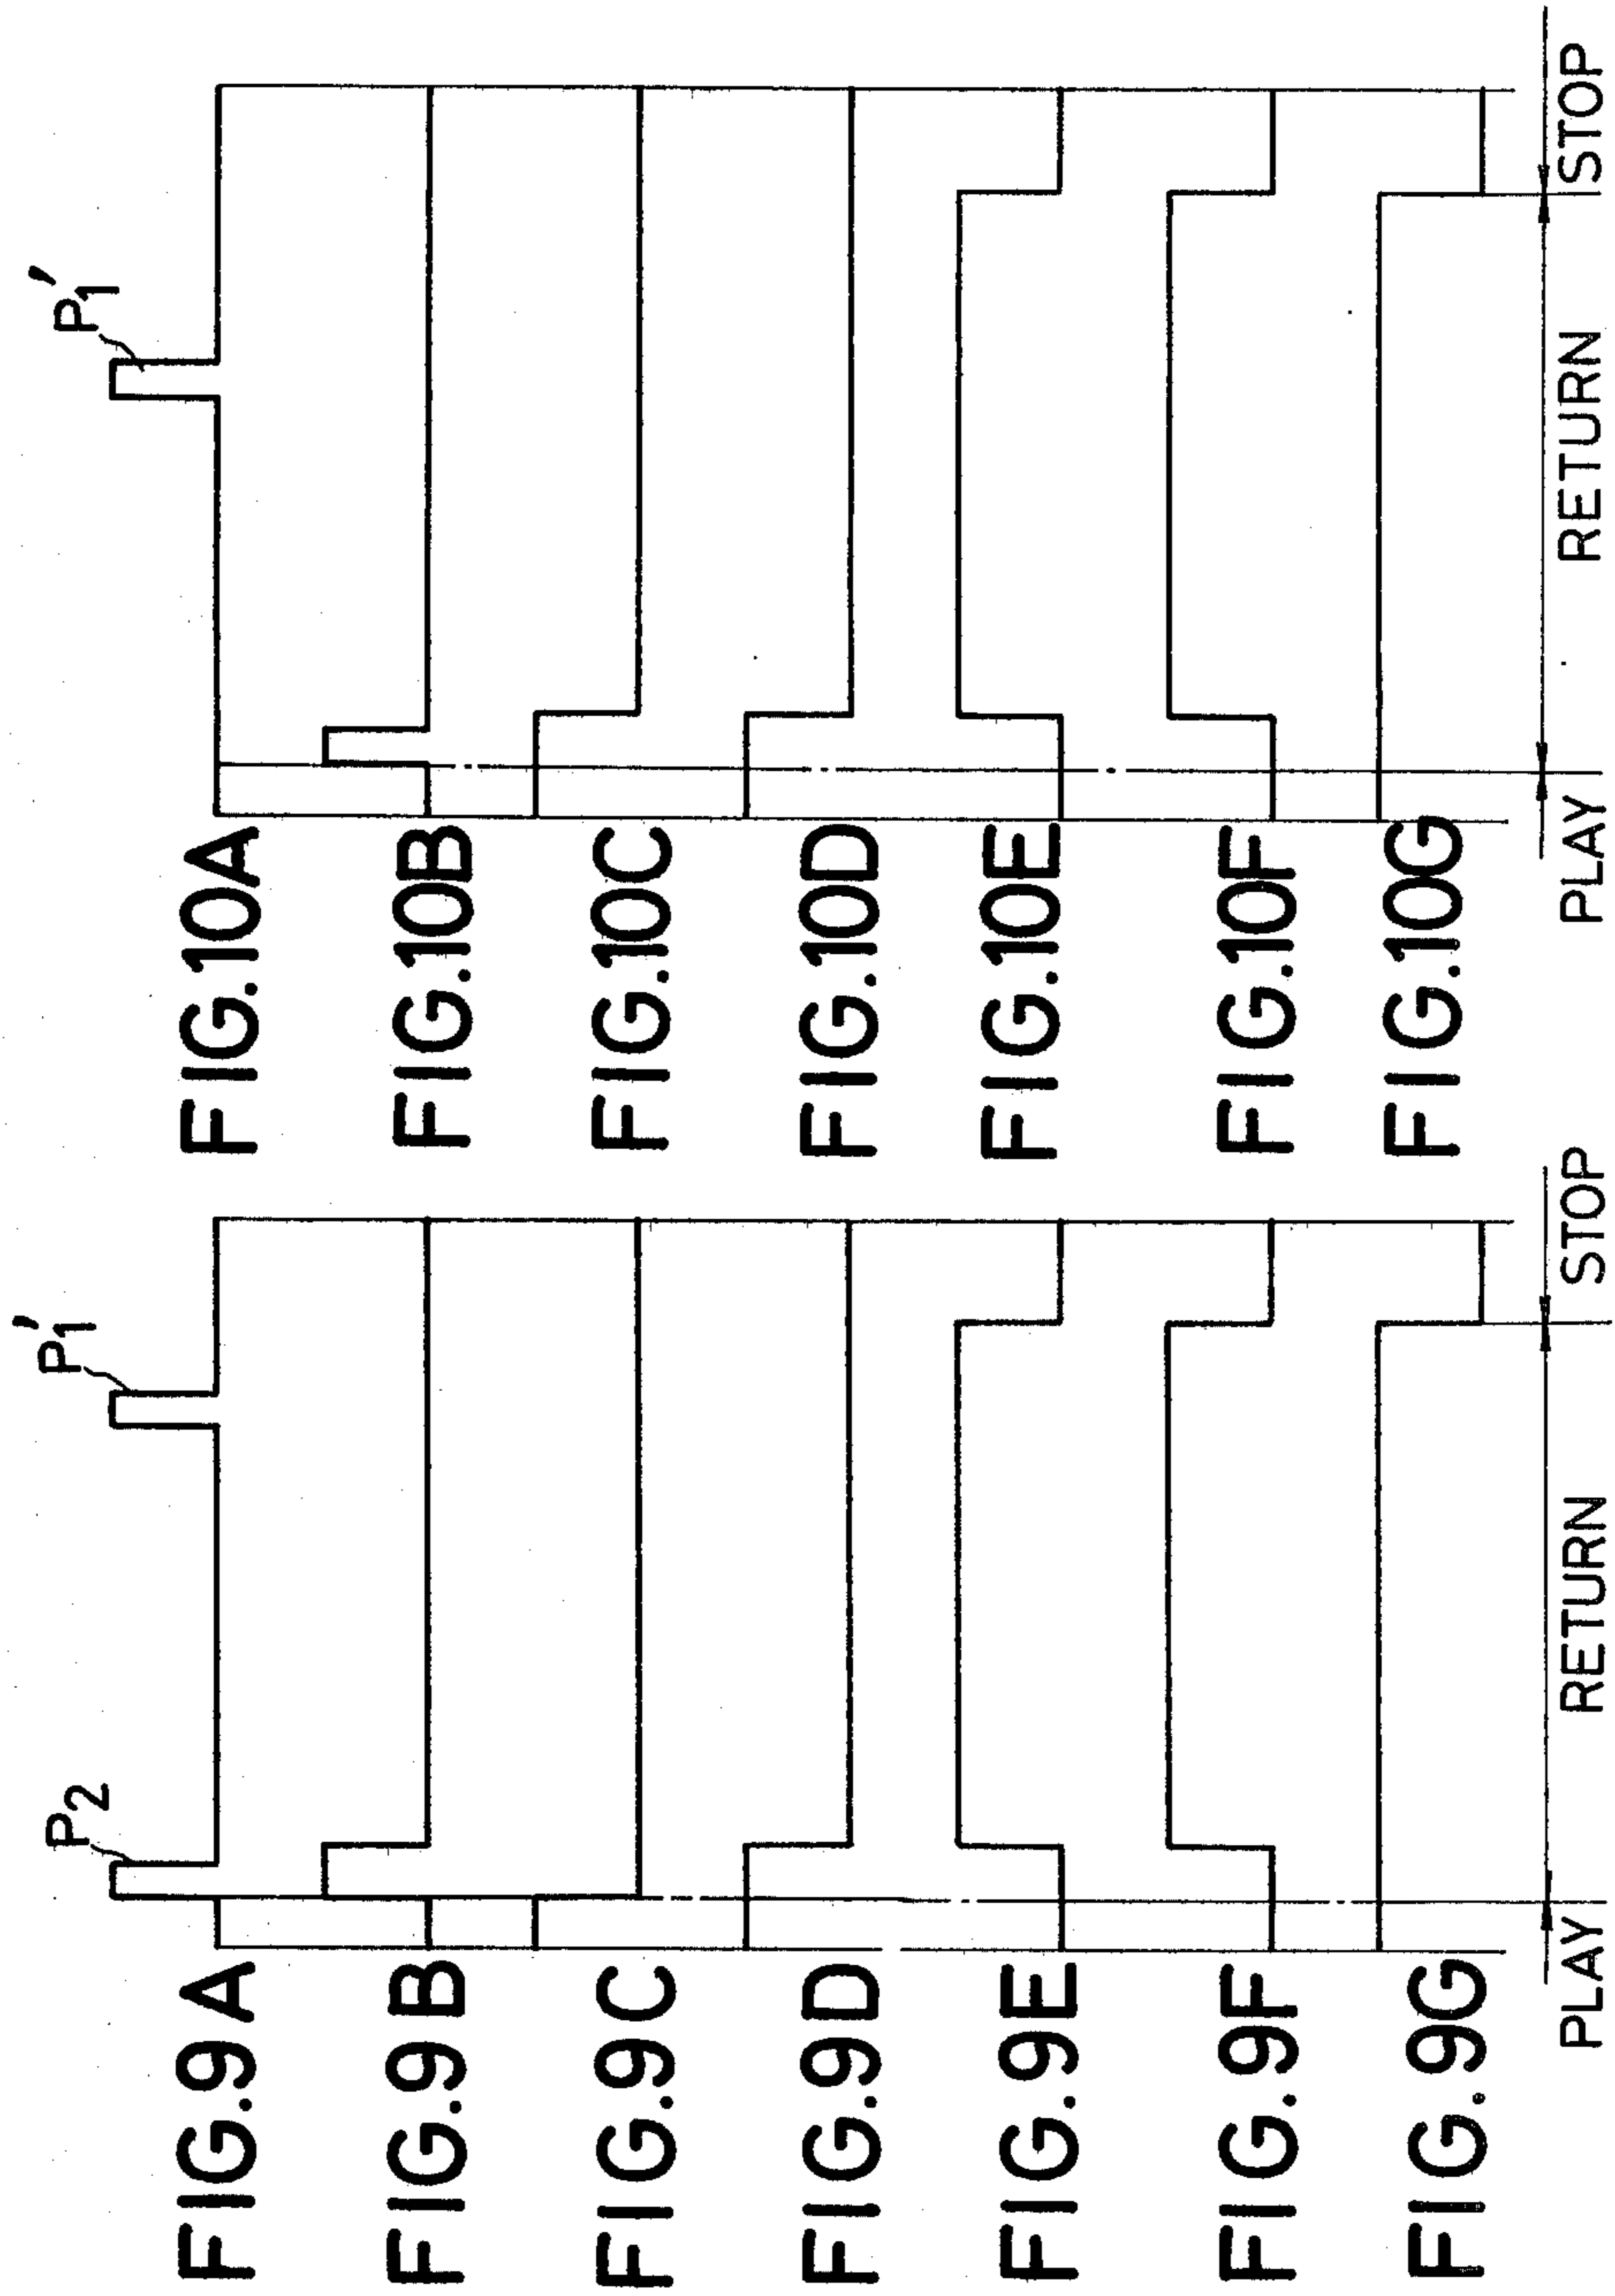 P₂
P₁'
FIG.9A
FIG.9B
FIG.9C
FIG.9D
FIG.9E
FIG.9F
FIG.9G
PLAY
RETURN
STOP
P₁'
FIG.10A
FIG.10B
FIG.10C
FIG.10D
FIG.10E
FIG.10F
FIG.10G
PLAY
RETURN
STOP